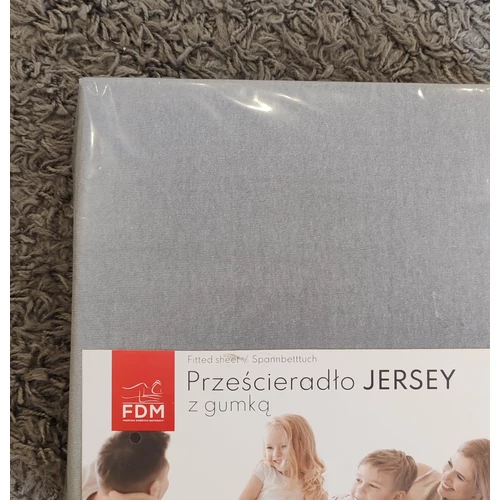 Fitted sheet / Spannbetttuch
Prześcieradło JERSEY
z gumką
FDM